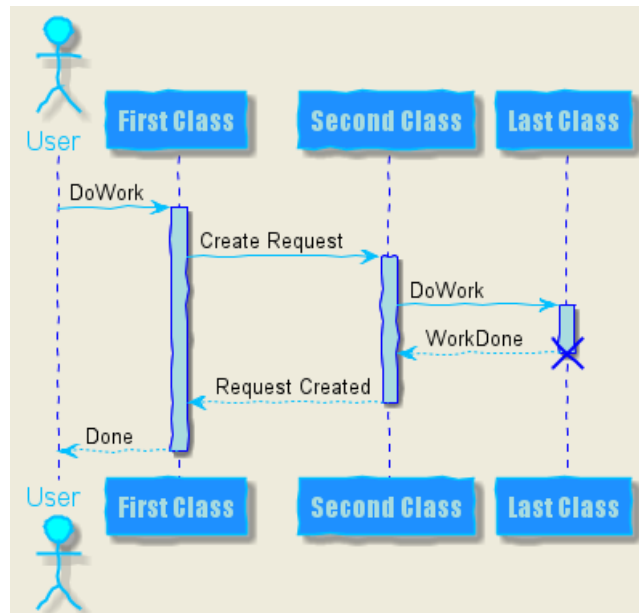 User
First Class
Second Class
Last Class
DoWork
Create Request
DoWork
WorkDone
Request Created
Done
User
First Class
Second Class
Last Class